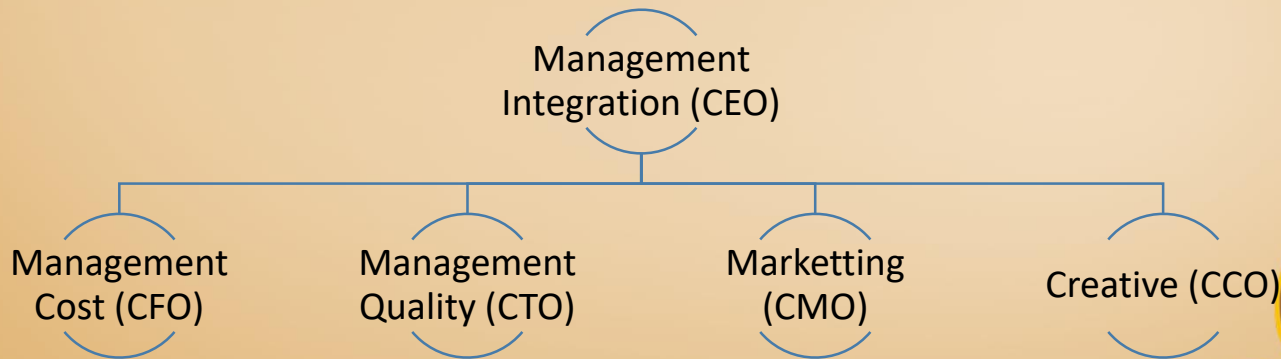 Management
Integration (CEO)
Management
Cost (CFO)
Management
Quality (CTO)
Marketting
(CMO)
Creative (CCO)